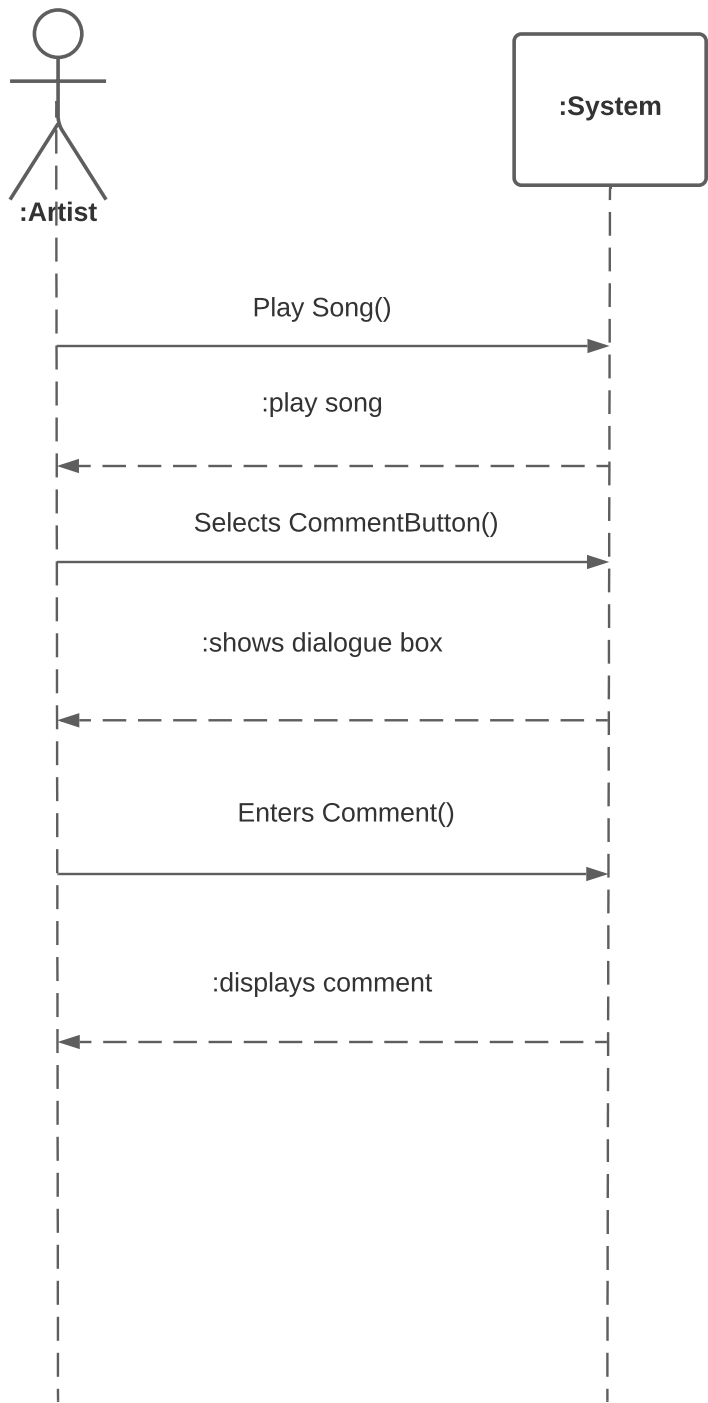 :System
:Artist
Play Song()
:play song
Selects CommentButton()
:shows dialogue box
Enters Comment()
:displays comment